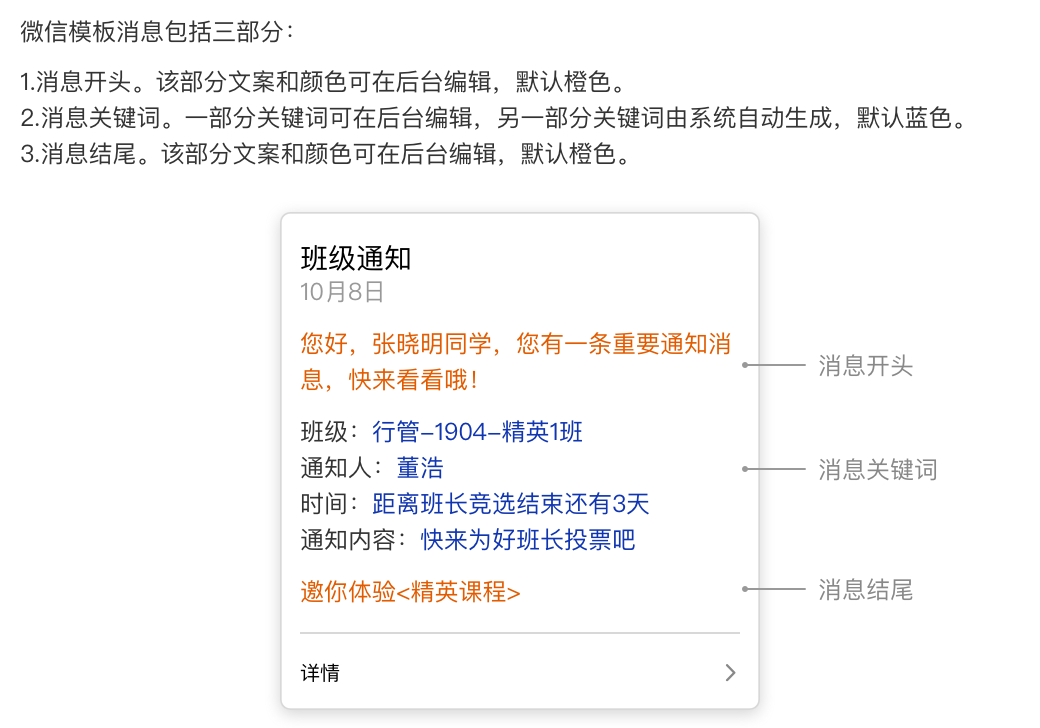 微信模板消息包括三部分：
1.消息开头。该部分文案和颜色可在后台编辑，默认橙色。
2.消息关键词。一部分关键词可在后台编辑，另一部分关键词由系统自动生成，默认蓝色。
3.消息结尾。该部分文案和颜色可在后台编辑，默认橙色。
班级通知
10月8日
您好，张晓明同学，您有一条重要通知消
息，快来看看哦！
消息开头
班级：行管–1904–精英1班
通知人：董浩
消息关键词
时间：距离班长竞选结束还有3天
通知内容：快来为好班长投票吧
邀你体验<精英课程>
消息结尾
详情